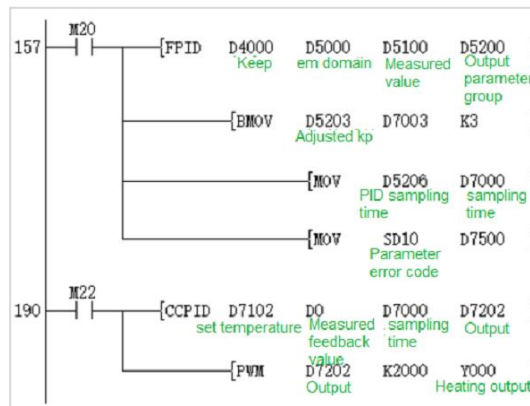 M20
157 [FPID D4000 D5000 D5100 D5200
Keep em domain Measured value Output parameter group
[BMOV D5203 D7003 K3
Adjusted kp
[MOV D5206 D7000
PID sampling time sampling time
[MOV SD10 D7500
Parameter error code
M22
190 [CCPID D7102 D0 D7000 D7202
set temperature Measured feedback value sampling time Output
[PWM D7202 K2000 Y000
Output Heating output